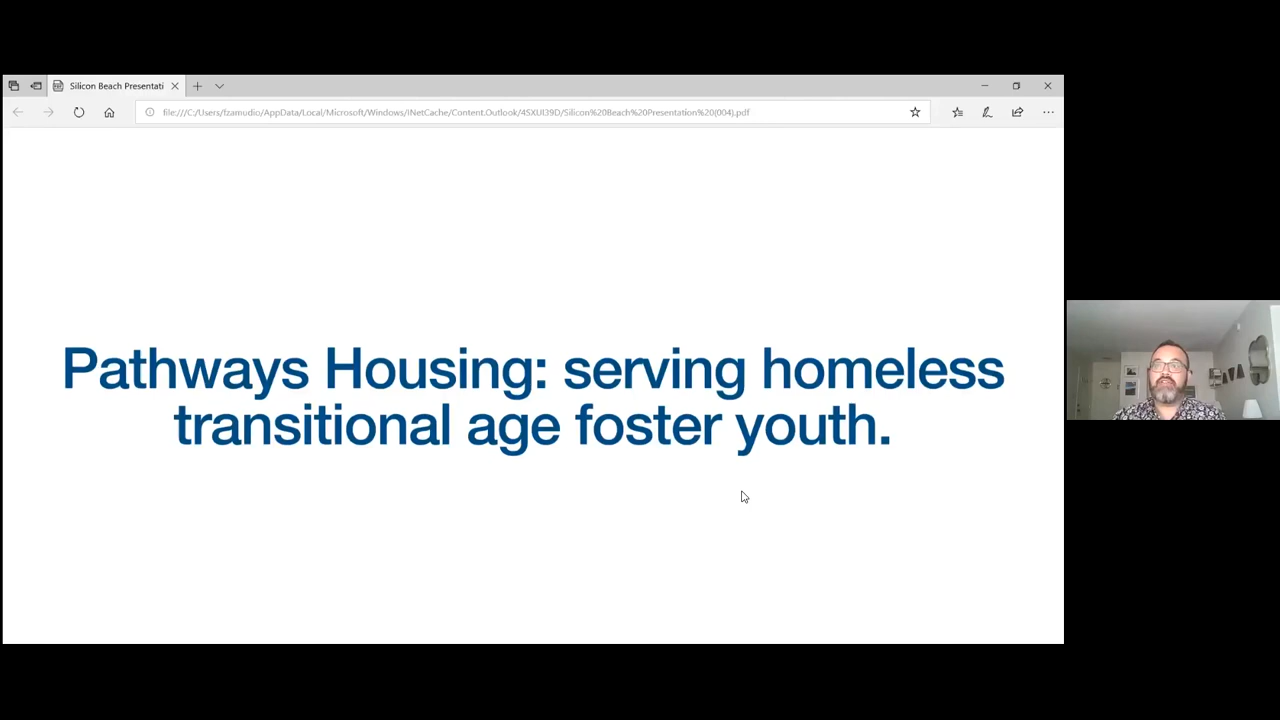 Silicon Beach Presentati
file:///C:/Users/fzamudio/AppData/Local/Microsoft/Windows/INetCache/Content.Outlook/4SXUI39D/Silicon%20Beach%20Presentation%20(004).pdf
Pathways Housing: serving homeless
transitional age foster youth.